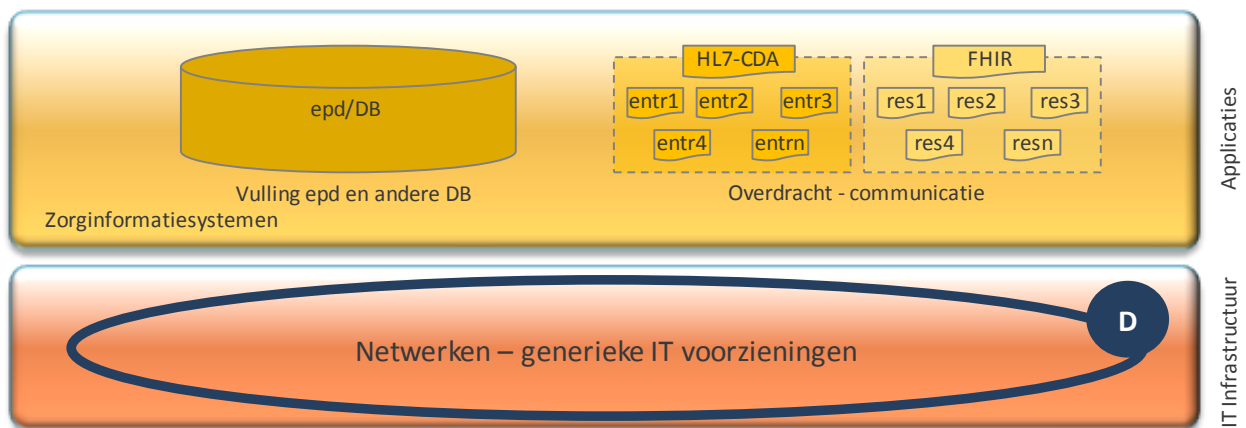 HL7-CDA
FHIR
epd/DB
entr1
entr2
entr3
res1
res2
res3
entr4
entrn
res4
resn
Vulling epd en andere DB
Overdracht - communicatie
Zorginformatiesystemen
Applicaties
D
Netwerken – generieke IT voorzieningen
IT Infrastructuur